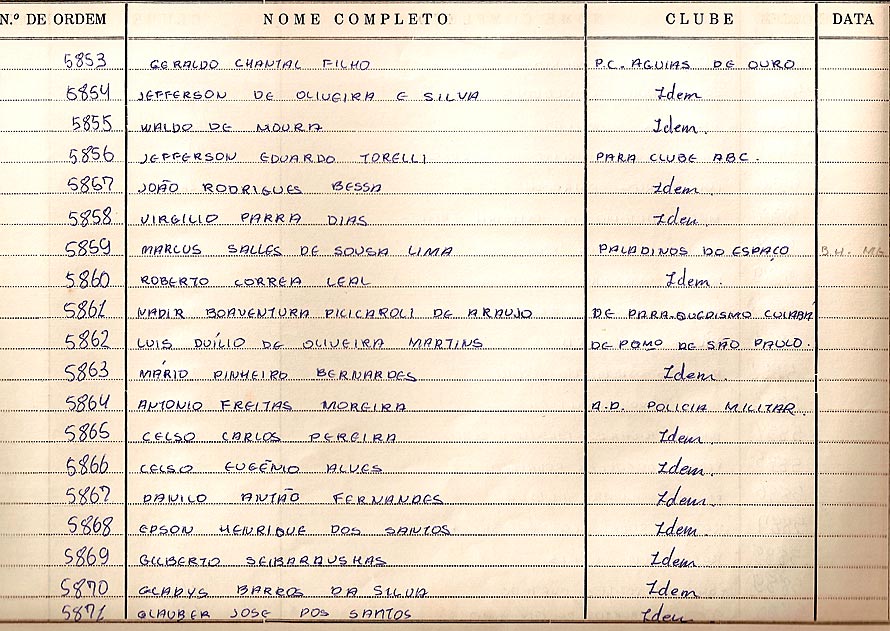 N.º DE ORDEM NOME COMPLETO CLUBE DATA
5853 GERALDO CHANTAL FILHO P.C. AGUIAS DE OURO
5854 JEFFERSON DE OLIVEIRA E SILVA Idem
5855 WALDO DE MOURA Idem.
5856 JEFFERSON EDUARDO TORELLI PARA CLUBE ABC.
5857 JOÃO RODRIGUES BESSA Idem.
5858 VIRGILIO PARRA DIAS Idem
5859 MARCUS SALLES DE SOUSA LIMA PALADINOS DO ESPAÇO B.H. MG
5860 ROBERTO CORREA LEAL Idem.
5861 NADIR BOAVENTURA PILICAROLI DE ARAUJO DE PARA-QUEDISMO CUIABÁ
5862 LUIS DUÍLIO DE OLIVEIRA MARTINS DE PQMO DE SÃO PAULO.
5863 MÁRIO PINHEIRO BERNARDES Idem.
5864 ANTONIO FREITAS MOREIRA A.D. POLICIA MILITAR.
5865 CELSO CARLOS PEREIRA Idem.
5866 CELSO EUGÊNIO ALVES Idem.
5867 DANILO ANTÃO FERNANDES Idem.
5868 EDSON HENRIQUE DOS SANTOS Idem.
5869 GILBERTO SEIBARAUSKAS Idem.
5870 GLADYS BARROS DA SILVA Idem
5871 GLAUBER JOSE DOS SANTOS Idem